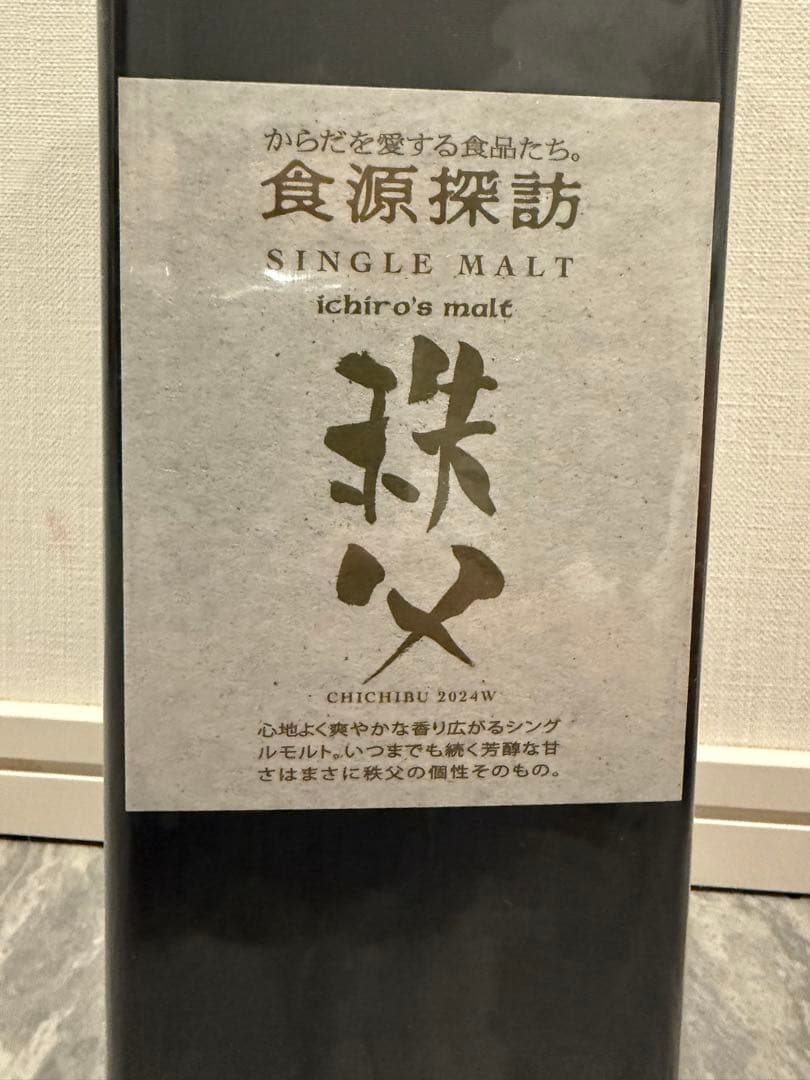 からだを愛する食品たち。
食源探訪
SINGLE MALT
ichiro's malt
秩
父
CHICHIBU 2024W
心地よく爽やかな香り広がるシング
ルモルト。いつまでも続く芳醇な甘
さはまさに秩父の個性そのもの。